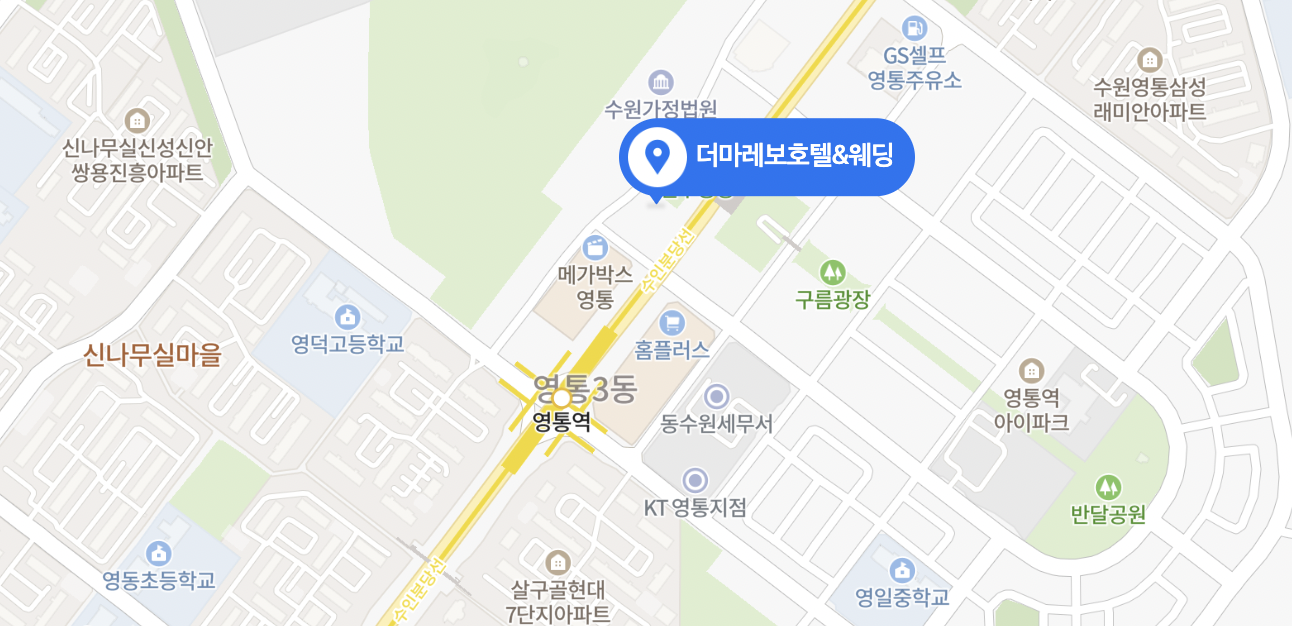 GS셀프
영통주유소
수원가정법원
수원영통삼성
래미안아파트
신나무실신성신안
쌍용진흥아파트
더마레보호텔&웨딩
수인분당선
메가박스
영통
구름광장
영덕고등학교
홈플러스
신나무실마을
영통3동
영통역
동수원세무서
영통역
아이파크
KT 영통지점
반달공원
영동초등학교
수인분당선
살구골현대
7단지아파트
영일중학교